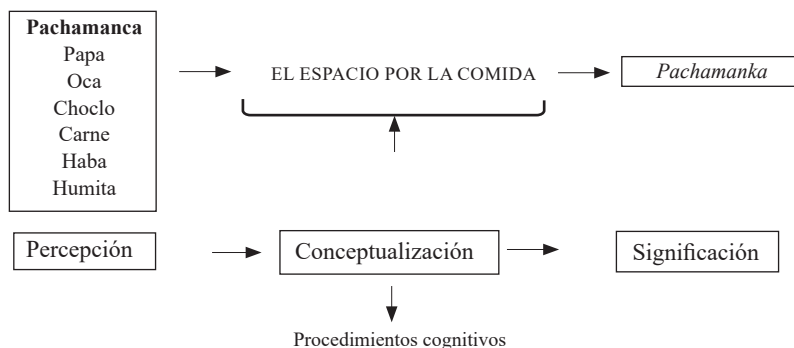 Pachamanca
Papa
Oca
Choclo
Carne
Haba
Humita
EL ESPACIO POR LA COMIDA
Pachamanka
Percepción
Conceptualización
Significación
Procedimientos cognitivos